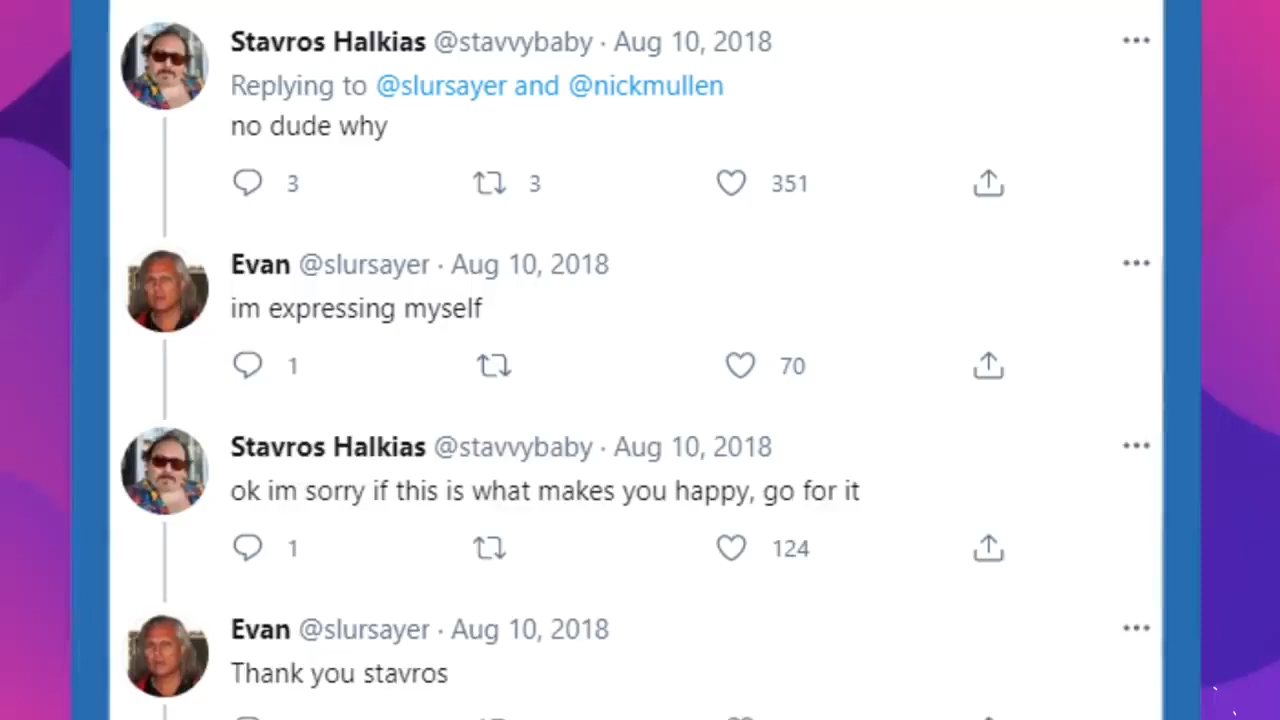 Stavros Halkias @stavvybaby · Aug 10, 2018
Replying to @slursayer and @nickmullen
no dude why
3 3 351
Evan @slursayer · Aug 10, 2018
im expressing myself
1 70
Stavros Halkias @stavvybaby · Aug 10, 2018
ok im sorry if this is what makes you happy, go for it
1 124
Evan @slursayer · Aug 10, 2018
Thank you stavros